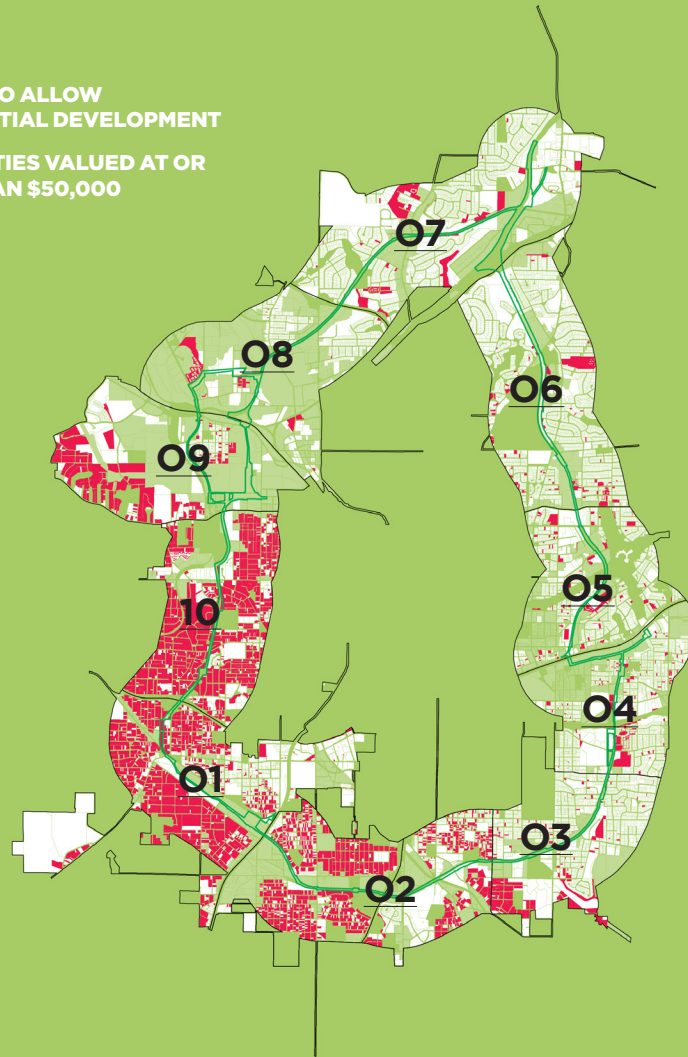 O ALLOW
TIAL DEVELOPMENT
TIES VALUED AT OR
AN $50,000
07
08
06
09
05
10
04
01
03
02